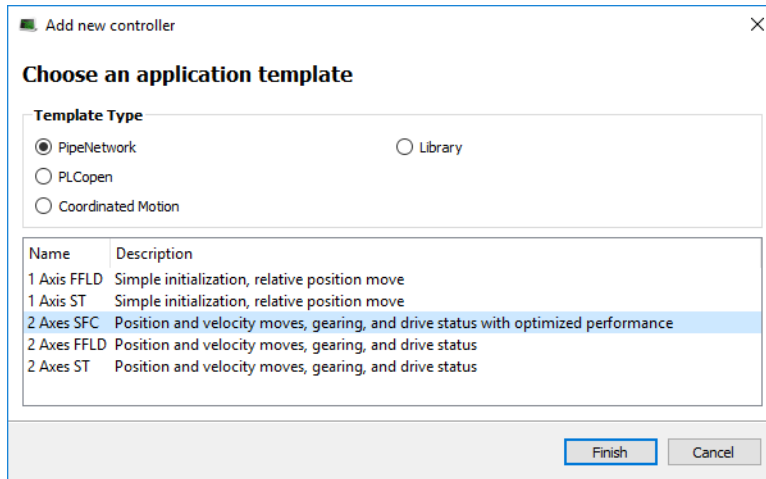 Add new controller
Choose an application template
Template Type
PipeNetwork Library
PLCopen
Coordinated Motion
Name Description
1 Axis FFLD Simple initialization, relative position move
1 Axis ST Simple initialization, relative position move
2 Axes SFC Position and velocity moves, gearing, and drive status with optimized performance
2 Axes FFLD Position and velocity moves, gearing, and drive status
2 Axes ST Position and velocity moves, gearing, and drive status
Finish Cancel